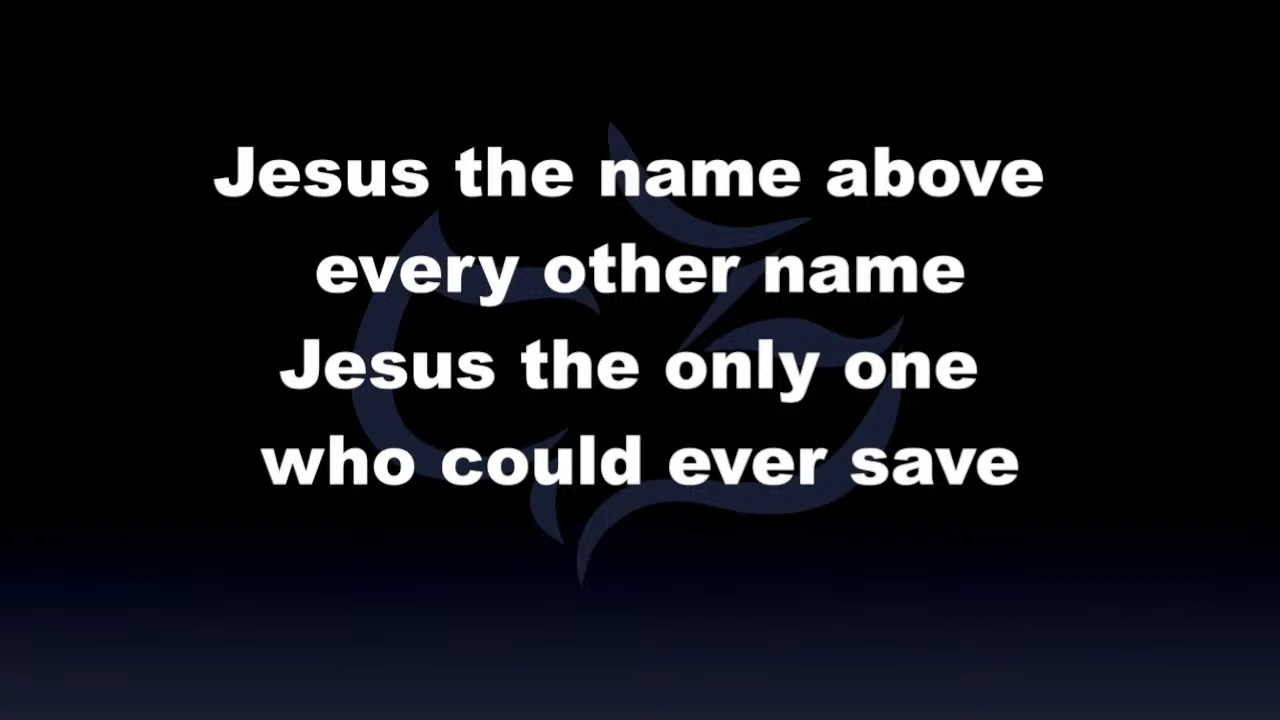 Jesus the name above
every other name
Jesus the only one
who could ever save